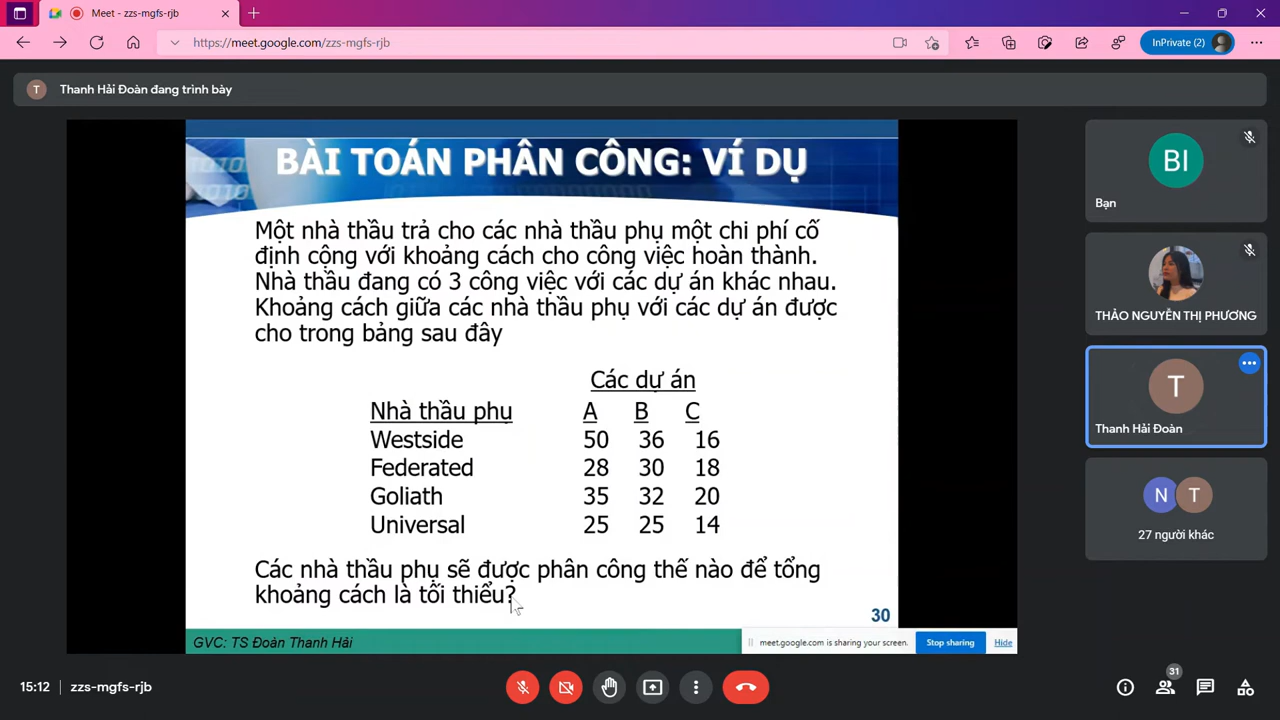 Meet - zzs-mgfs-rjb
https://meet.google.com/zzs-mgfs-rjb
InPrivate (2)
T
Thanh Hải Đoàn đang trình bày
BÀI TOÁN PHÂN CÔNG: VÍ DỤ
Một nhà thầu trả cho các nhà thầu phụ một chi phí cố
định cộng với khoảng cách cho công việc hoàn thành.
Nhà thầu đang có 3 công việc với các dự án khác nhau.
Khoảng cách giữa các nhà thầu phụ với các dự án được
cho trong bảng sau đây
Các dự án
Nhà thầu phụ A B C
Westside 50 36 16
Federated 28 30 18
Goliath 35 32 20
Universal 25 25 14
Các nhà thầu phụ sẽ được phân công thế nào để tổng
khoảng cách là tối thiểu?
30
GVC: TS Đoàn Thanh Hải
meet.google.com is sharing your screen. Stop sharing Hide
BI
Bạn
THẢO NGUYỄN THỊ PHƯƠNG
T
Thanh Hải Đoàn
N T
27 người khác
15:12 | zzs-mgfs-rjb
31